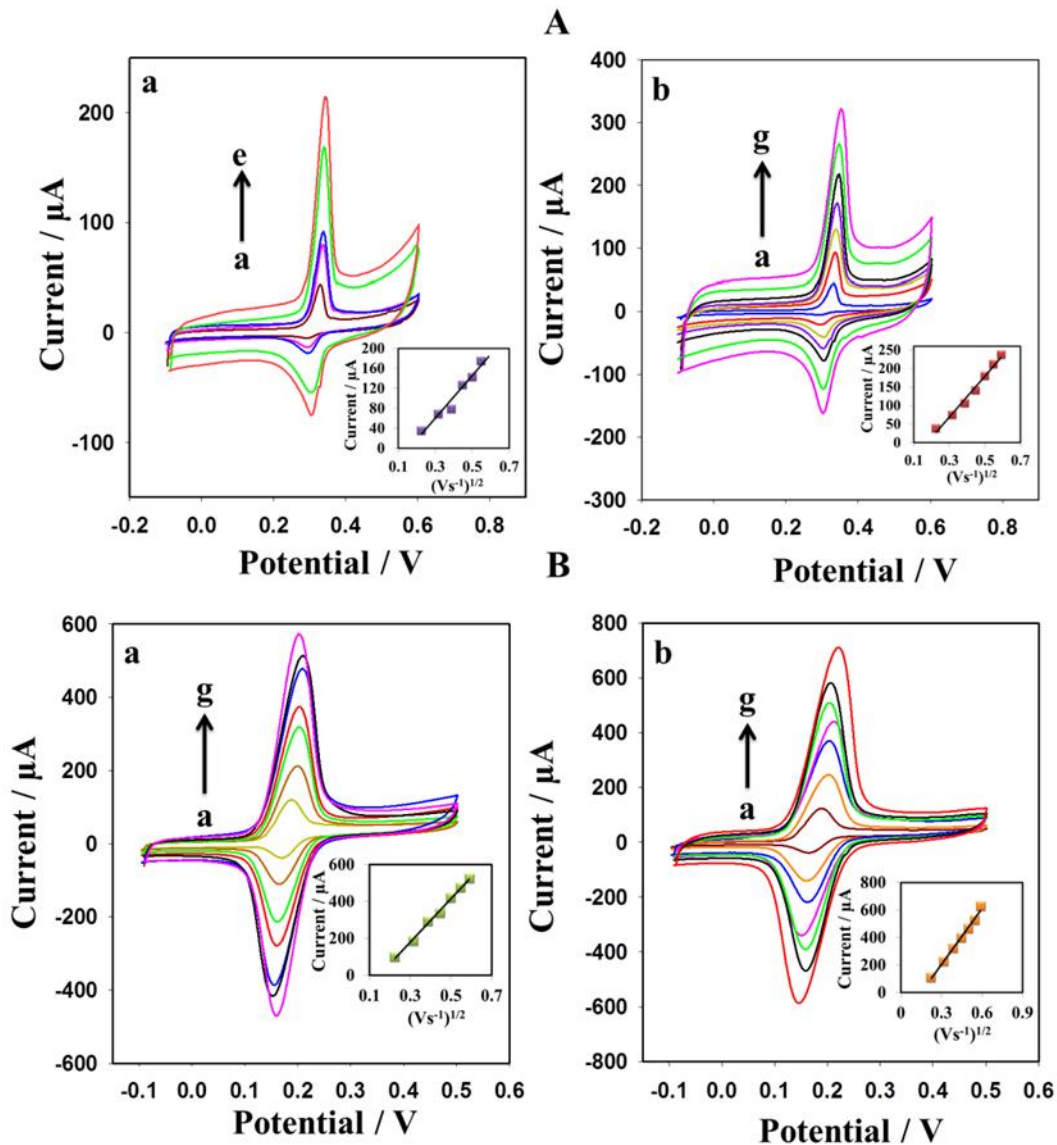 A
a
e
a
200
100
0
-100
-0.2 0.0 0.2 0.4 0.6 0.8
Current / µA
Potential / V
200
160
120
80
40
0
0.1 0.3 0.5 0.7
Current / µA
(Vs-1)1/2
b
g
a
400
300
200
100
0
-100
-200
-300
-0.2 0.0 0.2 0.4 0.6 0.8
Current / µA
Potential / V
250
200
150
100
50
0
0.1 0.3 0.5 0.7
Current / µA
(Vs-1)1/2
B
a
g
a
600
400
200
0
-200
-400
-600
-0.1 0.0 0.1 0.2 0.3 0.4 0.5 0.6
Current / µA
Potential / V
600
400
200
0
0.1 0.3 0.5 0.7
Current / µA
(Vs-1)1/2
b
g
a
800
600
400
200
0
-200
-400
-600
-800
-0.1 0.0 0.1 0.2 0.3 0.4 0.5 0.6
Current / µA
Potential / V
800
600
400
200
0
0 0.3 0.6 0.9
Current / µA
(Vs-1)1/2